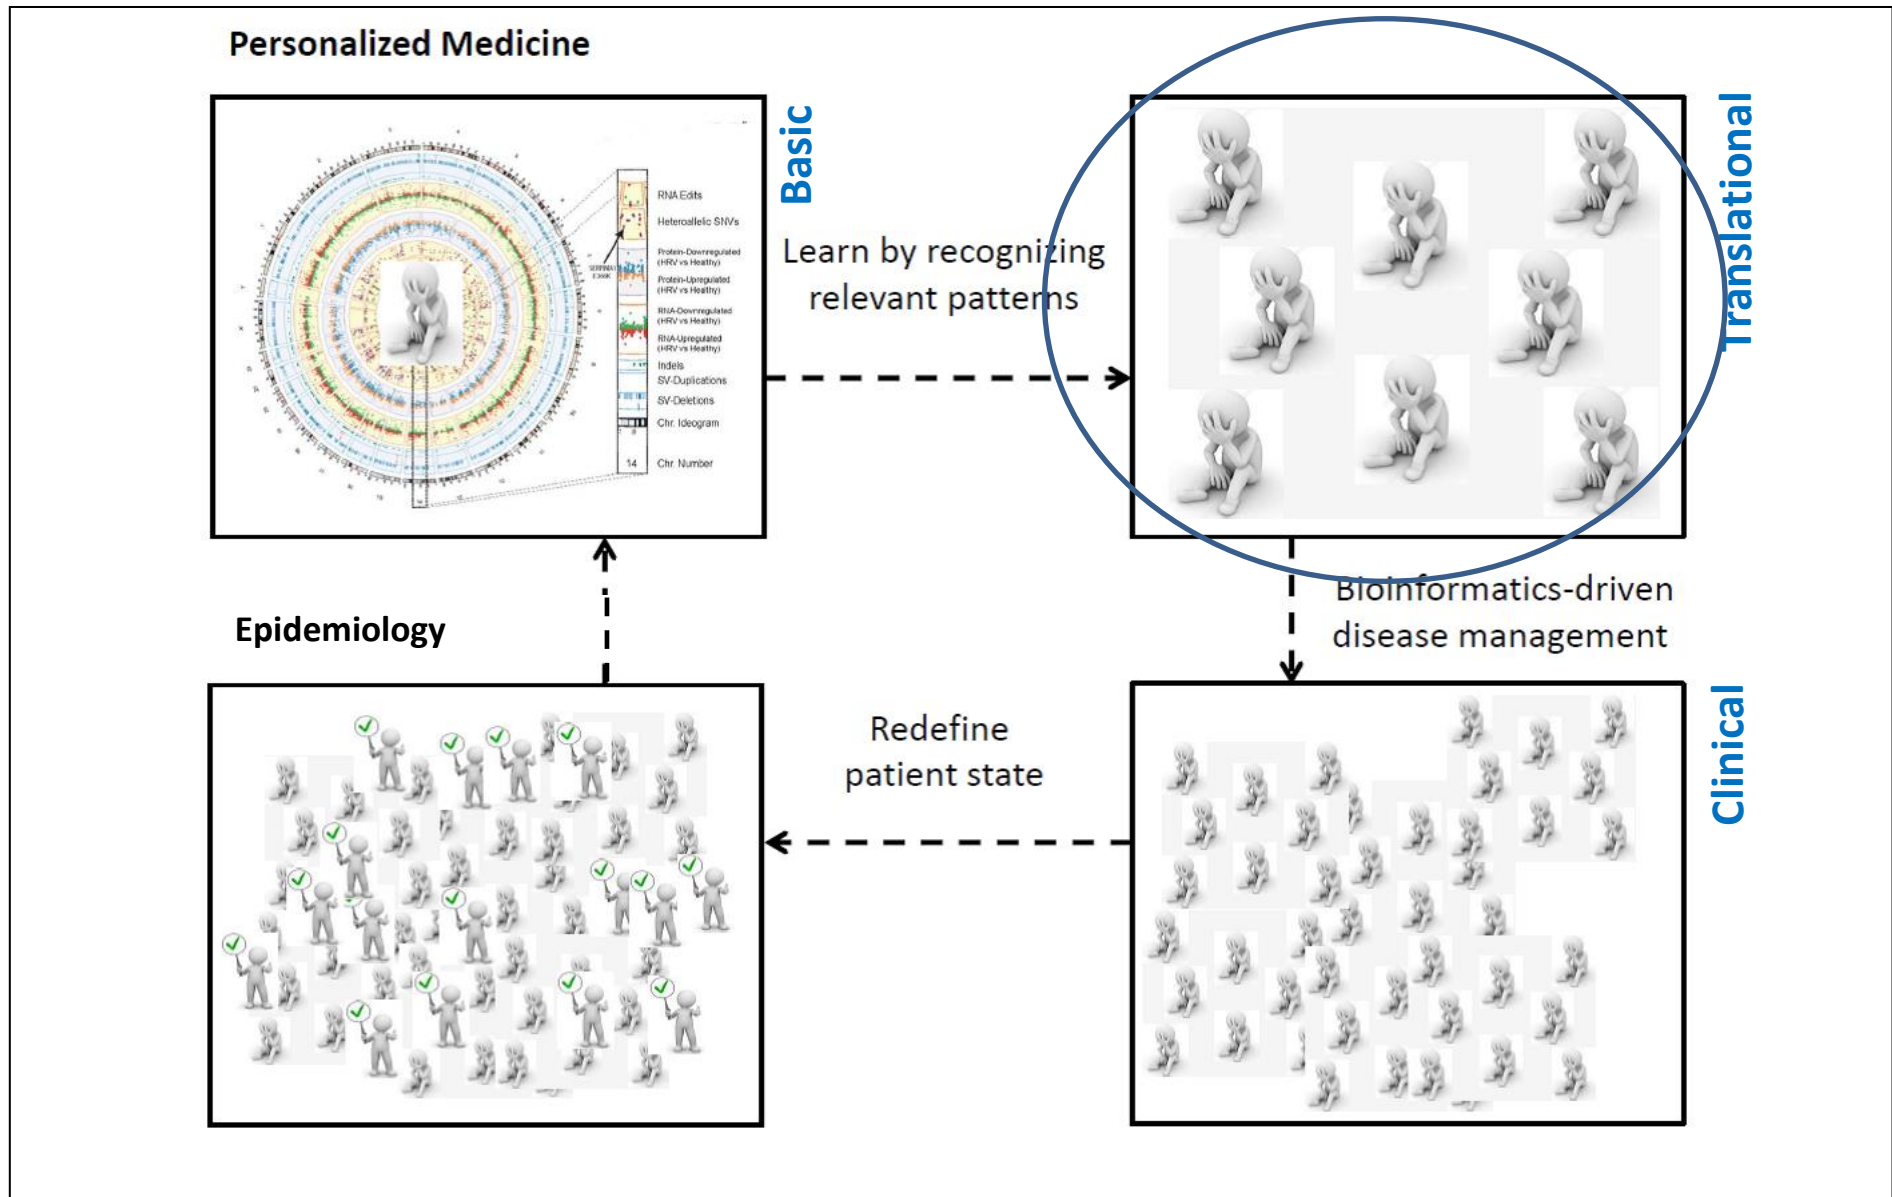 Personalized Medicine
Basic
RNA Edits
Heteroallelic SNVs
Protein-Downregulated
(HRV vs Healthy)
Protein-Upregulated
(HRV vs Healthy)
RNA-Downregulated
(HRV vs Healthy)
RNA-Upregulated
(HRV vs Healthy)
Indels
SV-Duplications
SV-Deletions
Chr. Ideogram
14 Chr. Number
Learn by recognizing
relevant patterns
Translational
Bioinformatics-driven
disease management
Clinical
Redefine
patient state
Epidemiology